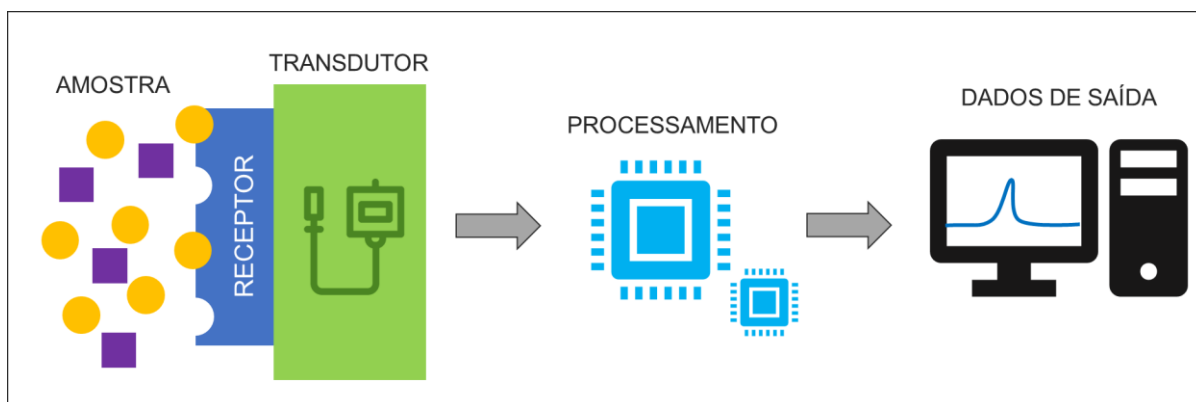 AMOSTRA
RECEPTOR
TRANSDUTOR
PROCESSAMENTO
DADOS DE SAÍDA